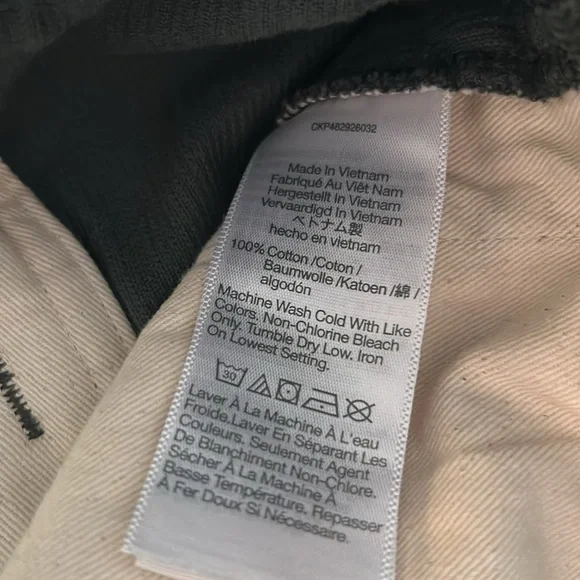 CKP482928032
Made In Vietnam
Fabriqué Au Việt Nam
Hergestellt In Vietnam
Vervaardigd In Vietnam
ベトナム製
hecho en vietnam
100% Cotton /Coton /
Baumwolle /Katoen /綿 /
algodón
Machine Wash Cold With Like
Colors. Non-Chlorine Bleach
Only. Tumble Dry Low. Iron
On Lowest Setting.
30
Laver À La Machine À L'eau
Froide.Laver En Séparant Les
Couleurs. Seulement Agent
De Blanchiment Non-Chlore.
Sécher À La Machine À
Basse Température. Repasser
À Fer Doux Si Nécessaire.